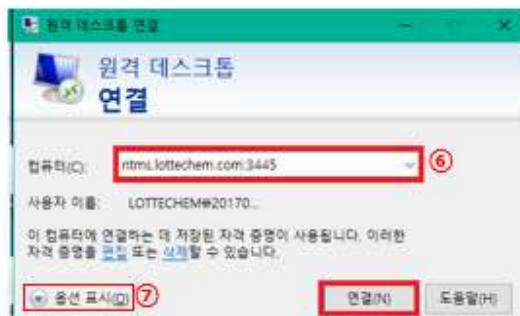 원격 데스크톱 연결
원격 데스크톱
연결
컴퓨터(C): ntms.lottechem.com:3445 ⑥
사용자 이름: LOTTECHEM#20170...
이 컴퓨터에 연결하는 데 저장된 자격 증명이 사용됩니다. 이러한
자격 증명을 편집 또는 삭제할 수 있습니다.
옵션 표시(O) ⑦ 연결(N) 도움말(H)